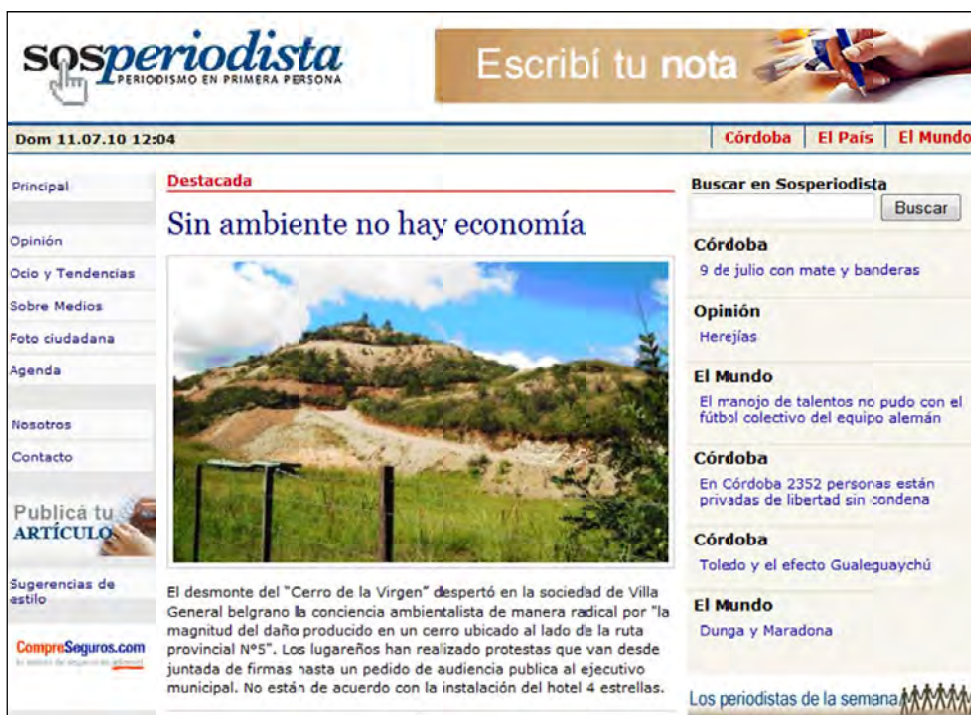 sosperiodista
PERIODISMO EN PRIMERA PERSONA
Escribí tu nota
Dom 11.07.10 12:04
Córdoba
El País
El Mundo
Principal
Opinión
Ocio y Tendencias
Sobre Medios
Foto ciudadana
Agenda
Nosotros
Contacto
Publicá tu
ARTÍCULO
Sugerencias de
estilo
CompreSeguros.com
Destacada
Sin ambiente no hay economía
El desmonte del "Cerro de la Virgen" despertó en la sociedad de Villa
General belgrano la conciencia ambientalista de manera radical por "la
magnitud del daño producido en un cerro ubicado al lado de la ruta
provincial Nº5". Los lugareños han realizado protestas que van desde
juntada de firmas hasta un pedido de audiencia publica al ejecutivo
municipal. No están de acuerdo con la instalación del hotel 4 estrellas.
Buscar en Sosperiodista
Buscar
Córdoba
9 de julio con mate y banderas
Opinión
Herejías
El Mundo
El manojo de talentos no pudo con el
fútbol colectivo del equipo alemán
Córdoba
En Córdoba 2352 personas están
privadas de libertad sin condena
Córdoba
Toledo y el efecto Gualeguaychú
El Mundo
Dunga y Maradona
Los periodistas de la semana